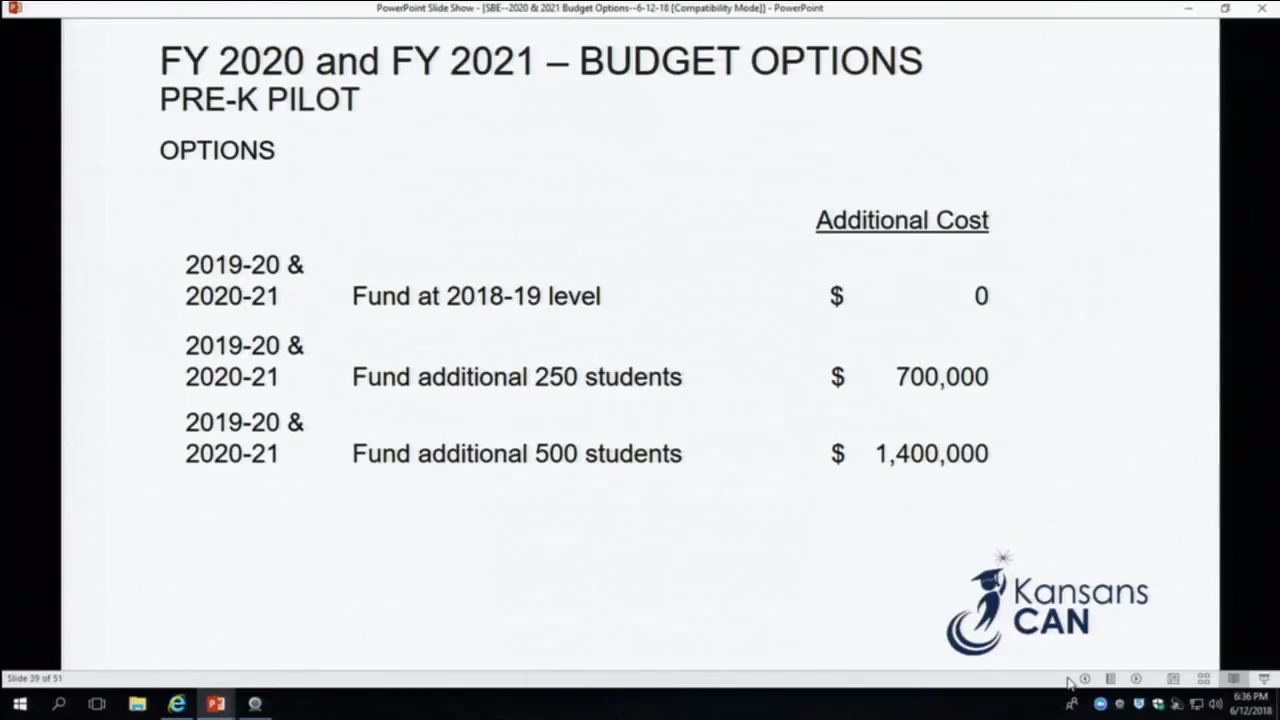 PowerPoint Slide Show - [SBE--2020 & 2021 Budget Options--6-12-18 [Compatibility Mode]] - PowerPoint
FY 2020 and FY 2021 – BUDGET OPTIONS
PRE-K PILOT
OPTIONS
Additional Cost
2019-20 &
2020-21 Fund at 2018-19 level $ 0
2019-20 &
2020-21 Fund additional 250 students $ 700,000
2019-20 &
2020-21 Fund additional 500 students $ 1,400,000
Kansans
CAN
Slide 39 of 51
6:36 PM
6/12/2018